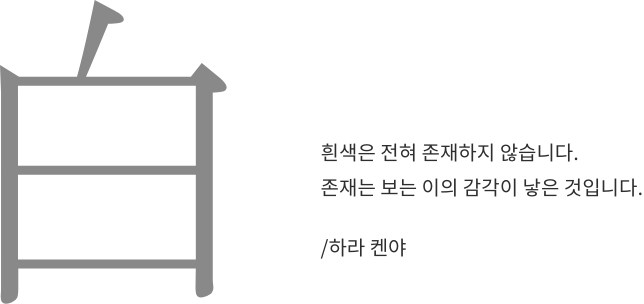 白
흰색은 전혀 존재하지 않습니다.
존재는 보는 이의 감각이 낳은 것입니다.
/하라 켄야